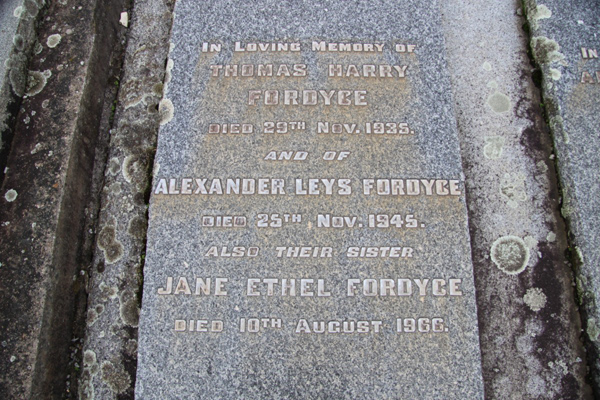 In Loving Memory of
Thomas Harry
Fordyce
Died 29th Nov. 1935.
and of
Alexander Leys Fordyce
Died 25th Nov. 1945.
also their sister
Jane Ethel Fordyce
Died 10th August 1966.
In